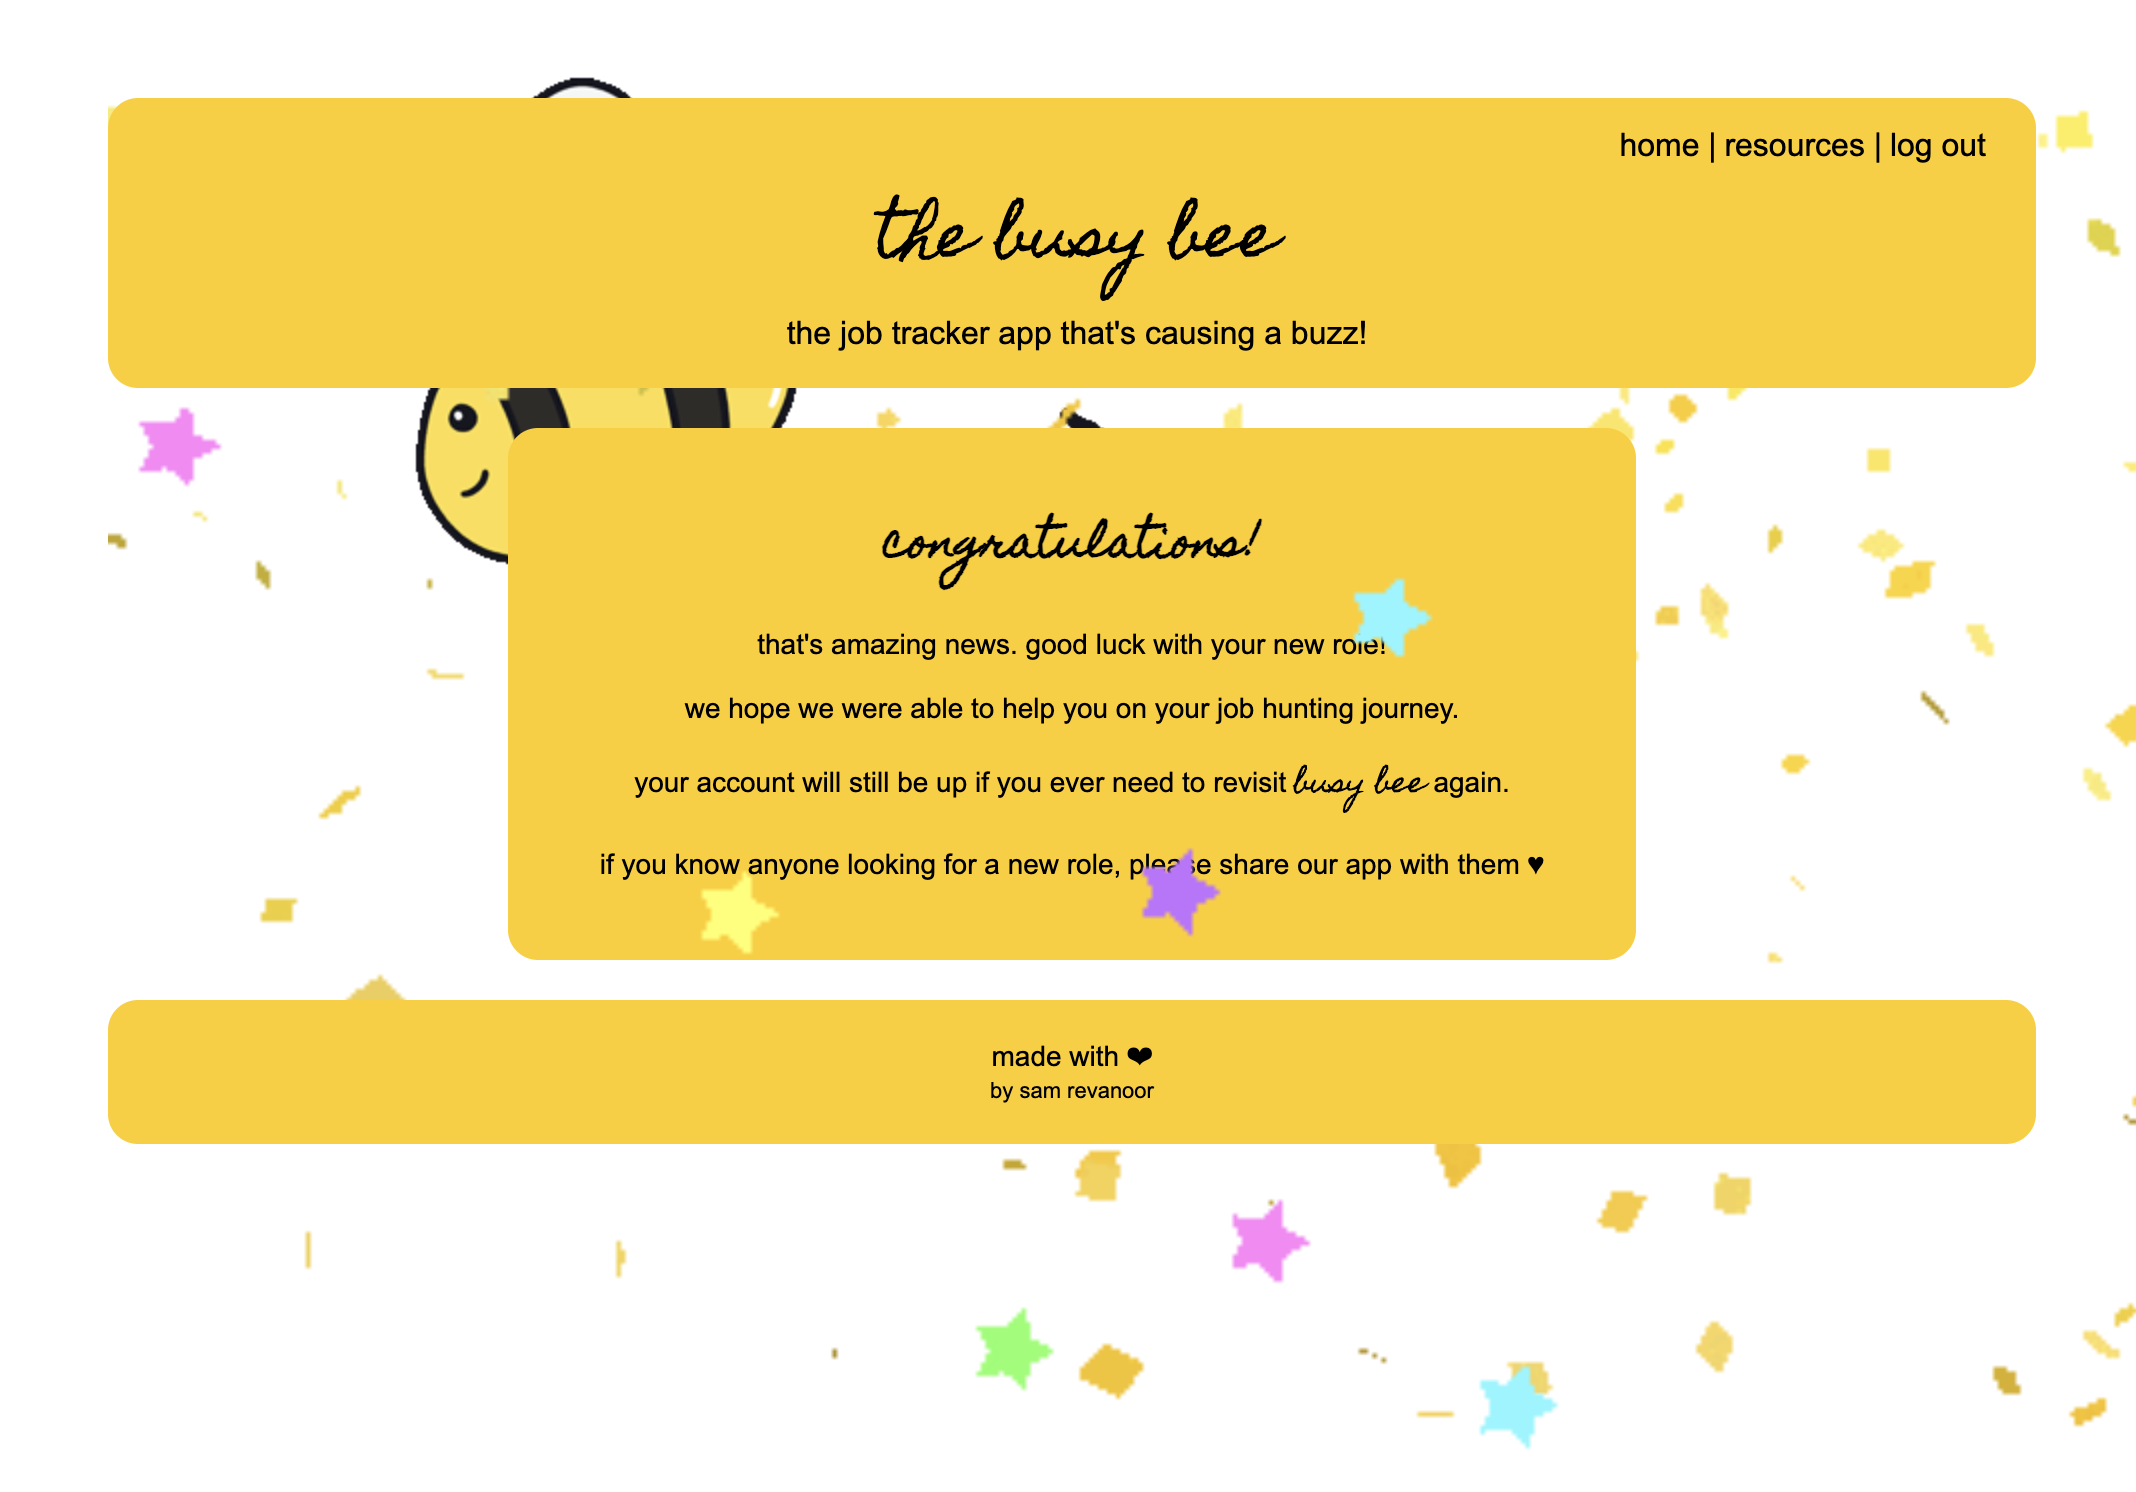 home | resources | log out
the busy bee
the job tracker app that's causing a buzz!
congratulations!
that's amazing news. good luck with your new role!
we hope we were able to help you on your job hunting journey.
your account will still be up if you ever need to revisit busy bee again.
if you know anyone looking for a new role, please share our app with them ♥
made with ❤
by sam revanoor